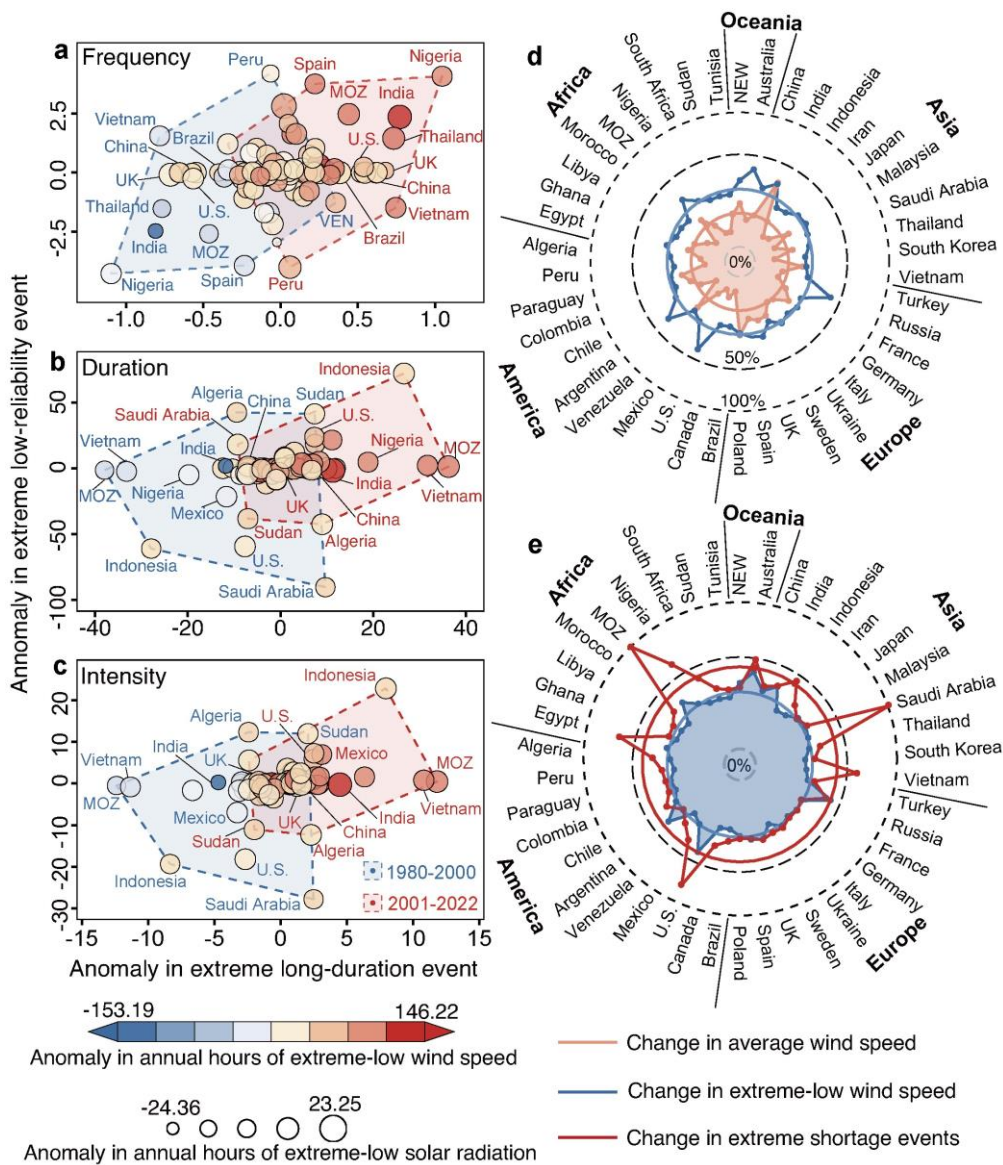 a Frequency
Peru
Spain
Nigeria
MOZ
India
Vietnam
Brazil
U.S.
Thailand
China
UK
UK
China
Thailand
U.S.
VEN
Vietnam
India
MOZ
Brazil
Nigeria
Spain
Peru
2.5
0.0
-2.5
-1.0
-0.5
0.0
0.5
1.0
Annomaly in extreme low-reliability event
b Duration
Indonesia
Algeria
China
Sudan
Saudi Arabia
U.S.
Vietnam
India
Nigeria
MOZ
MOZ
Nigeria
India
Vietnam
Mexico
UK
China
Sudan
Algeria
Indonesia
U.S.
Saudi Arabia
50
0
-50
-100
-40
-20
0
20
40
c Intensity
Indonesia
Algeria
U.S.
Sudan
India
UK
Mexico
Vietnam
MOZ
MOZ
Vietnam
Mexico
India
UK
China
Sudan
Algeria
Indonesia
U.S.
1980-2000
Saudi Arabia
2001-2022
20
10
0
-10
-20
-30
-15
-10
-5
0
5
10
15
Anomaly in extreme long-duration event
-153.19
146.22
Anomaly in annual hours of extreme-low wind speed
-24.36
23.25
Anomaly in annual hours of extreme-low solar radiation
d
Oceania
NEW
Australia
China
India
Indonesia
Iran
Asia
Japan
Malaysia
Saudi Arabia
Thailand
South Korea
Vietnam
Turkey
Russia
France
Germany
Italy
Europe
Ukraine
Sweden
UK
Spain
Poland
Brazil
Canada
U.S.
Mexico
Venezuela
Argentina
America
Chile
Colombia
Paraguay
Peru
Algeria
Egypt
Ghana
Libya
Morocco
MOZ
Africa
Nigeria
South Africa
Sudan
Tunisia
0%
50%
100%
e
Oceania
NEW
Australia
China
India
Indonesia
Iran
Asia
Japan
Malaysia
Saudi Arabia
Thailand
South Korea
Vietnam
Turkey
Russia
France
Germany
Italy
Europe
Ukraine
Sweden
UK
Spain
Poland
Brazil
Canada
U.S.
Mexico
Venezuela
Argentina
America
Chile
Colombia
Paraguay
Peru
Algeria
Egypt
Ghana
Libya
Morocco
MOZ
Africa
Nigeria
South Africa
Sudan
Tunisia
0%
Change in average wind speed
Change in extreme-low wind speed
Change in extreme shortage events